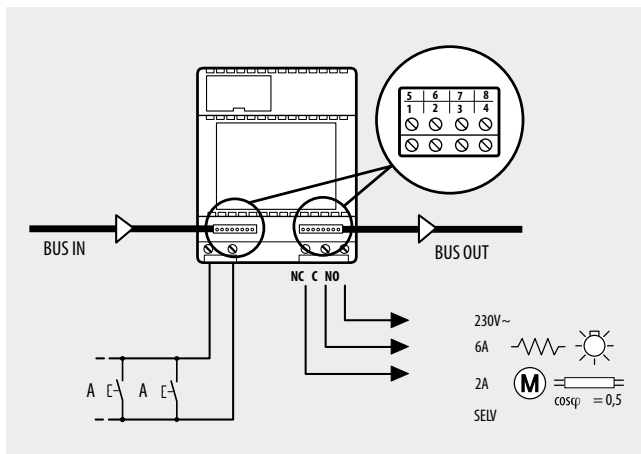 5 6 7 8
1 2 3 4
BUS IN
BUS OUT
NC C NO
230V~
6A
A A
2A M
cosφ = 0,5
SELV